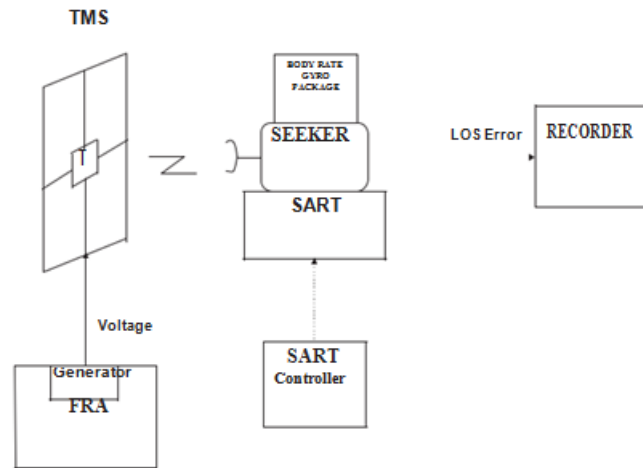 TMS
BODY RATE
GYRO
PACKAGE
T
SEEKER
LOS Error
RECORDER
SART
Voltage
Generator
FRA
SART
Controller